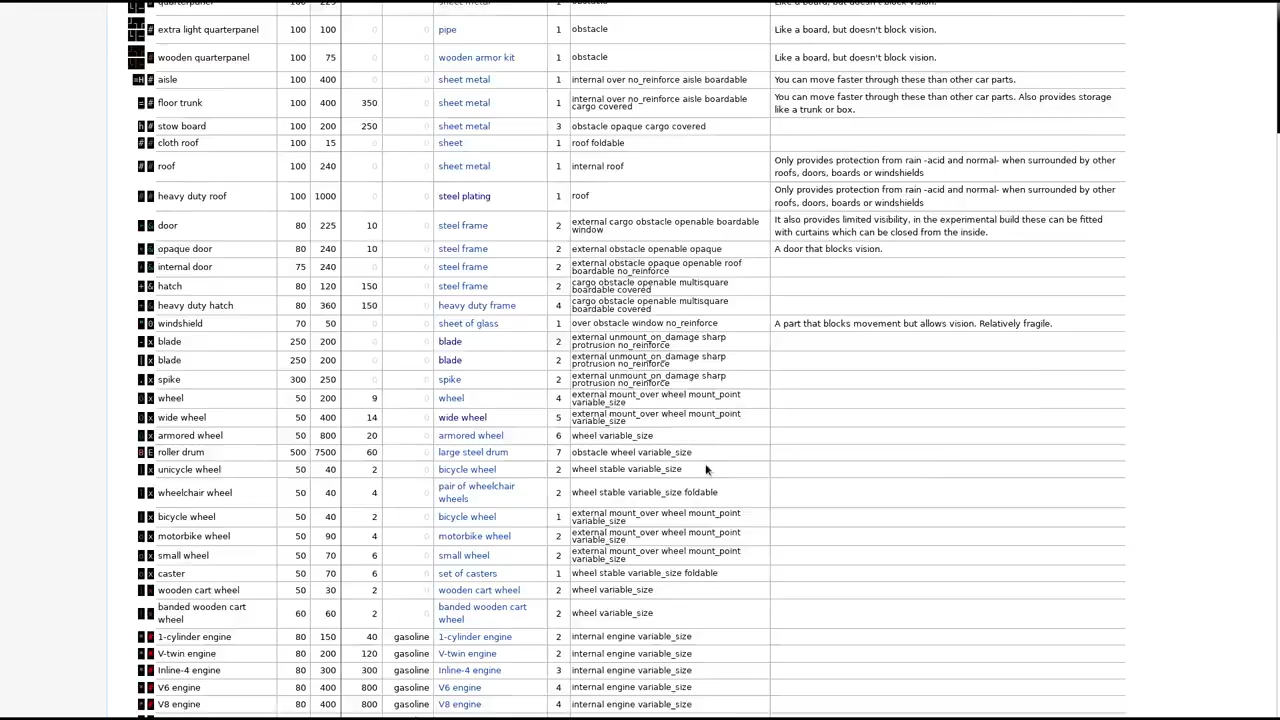 extra light quarterpanel 100 100 0 0 pipe 1 obstacle Like a board, but doesn't block vision.
wooden quarterpanel 100 75 0 0 wooden armor kit 1 obstacle Like a board, but doesn't block vision.
aisle 100 400 0 0 sheet metal 1 internal over no_reinforce aisle boardable You can move faster through these than other car parts.
floor trunk 100 400 350 0 sheet metal 1 internal over no_reinforce aisle boardable
cargo covered You can move faster through these than other car parts. Also provides storage
like a trunk or box.
stow board 100 200 250 0 sheet metal 3 obstacle opaque cargo covered
cloth roof 100 15 0 0 sheet 1 roof foldable
roof 100 240 0 0 sheet metal 1 internal roof Only provides protection from rain -acid and normal- when surrounded by other
roofs, doors, boards or windshields
heavy duty roof 100 1000 0 0 steel plating 1 roof Only provides protection from rain -acid and normal- when surrounded by other
roofs, doors, boards or windshields
door 80 225 10 0 steel frame 2 external cargo obstacle openable boardable
window It also provides limited visibility, in the experimental build these can be fitted
with curtains which can be closed from the inside.
opaque door 80 240 10 0 steel frame 2 external obstacle openable opaque A door that blocks vision.
internal door 75 240 0 0 steel frame 2 external obstacle opaque openable roof
boardable no_reinforce
hatch 80 120 150 0 steel frame 2 cargo obstacle openable multisquare
boardable covered
heavy duty hatch 80 360 150 0 heavy duty frame 4 cargo obstacle openable multisquare
boardable covered
windshield 70 50 0 0 sheet of glass 1 over obstacle window no_reinforce A part that blocks movement but allows vision. Relatively fragile.
blade 250 200 0 0 blade 2 external unmount_on_damage sharp
protrusion no_reinforce
blade 250 200 0 0 blade 2 external unmount_on_damage sharp
protrusion no_reinforce
spike 300 250 0 0 spike 2 external unmount_on_damage sharp
protrusion no_reinforce
wheel 50 200 9 0 wheel 4 external mount_over wheel mount_point
variable_size
wide wheel 50 400 14 0 wide wheel 5 external mount_over wheel mount_point
variable_size
armored wheel 50 800 20 0 armored wheel 6 wheel variable_size
roller drum 500 7500 60 0 large steel drum 7 obstacle wheel variable_size
unicycle wheel 50 40 2 0 bicycle wheel 2 wheel stable variable_size
wheelchair wheel 50 40 4 0 pair of wheelchair
wheels 2 wheel stable variable_size foldable
bicycle wheel 50 40 2 0 bicycle wheel 1 external mount_over wheel mount_point
variable_size
motorbike wheel 50 90 4 0 motorbike wheel 2 external mount_over wheel mount_point
variable_size
small wheel 50 70 6 0 small wheel 2 external mount_over wheel mount_point
variable_size
caster 50 70 6 0 set of casters 1 wheel stable variable_size foldable
wooden cart wheel 50 30 2 0 wooden cart wheel 2 wheel variable_size
banded wooden cart
wheel 60 60 2 0 banded wooden cart
wheel 2 wheel variable_size
1-cylinder engine 80 150 40 gasoline 1-cylinder engine 2 internal engine variable_size
V-twin engine 80 200 120 gasoline V-twin engine 2 internal engine variable_size
Inline-4 engine 80 300 300 gasoline Inline-4 engine 3 internal engine variable_size
V6 engine 80 400 800 gasoline V6 engine 4 internal engine variable_size
V8 engine 80 400 800 gasoline V8 engine 4 internal engine variable_size